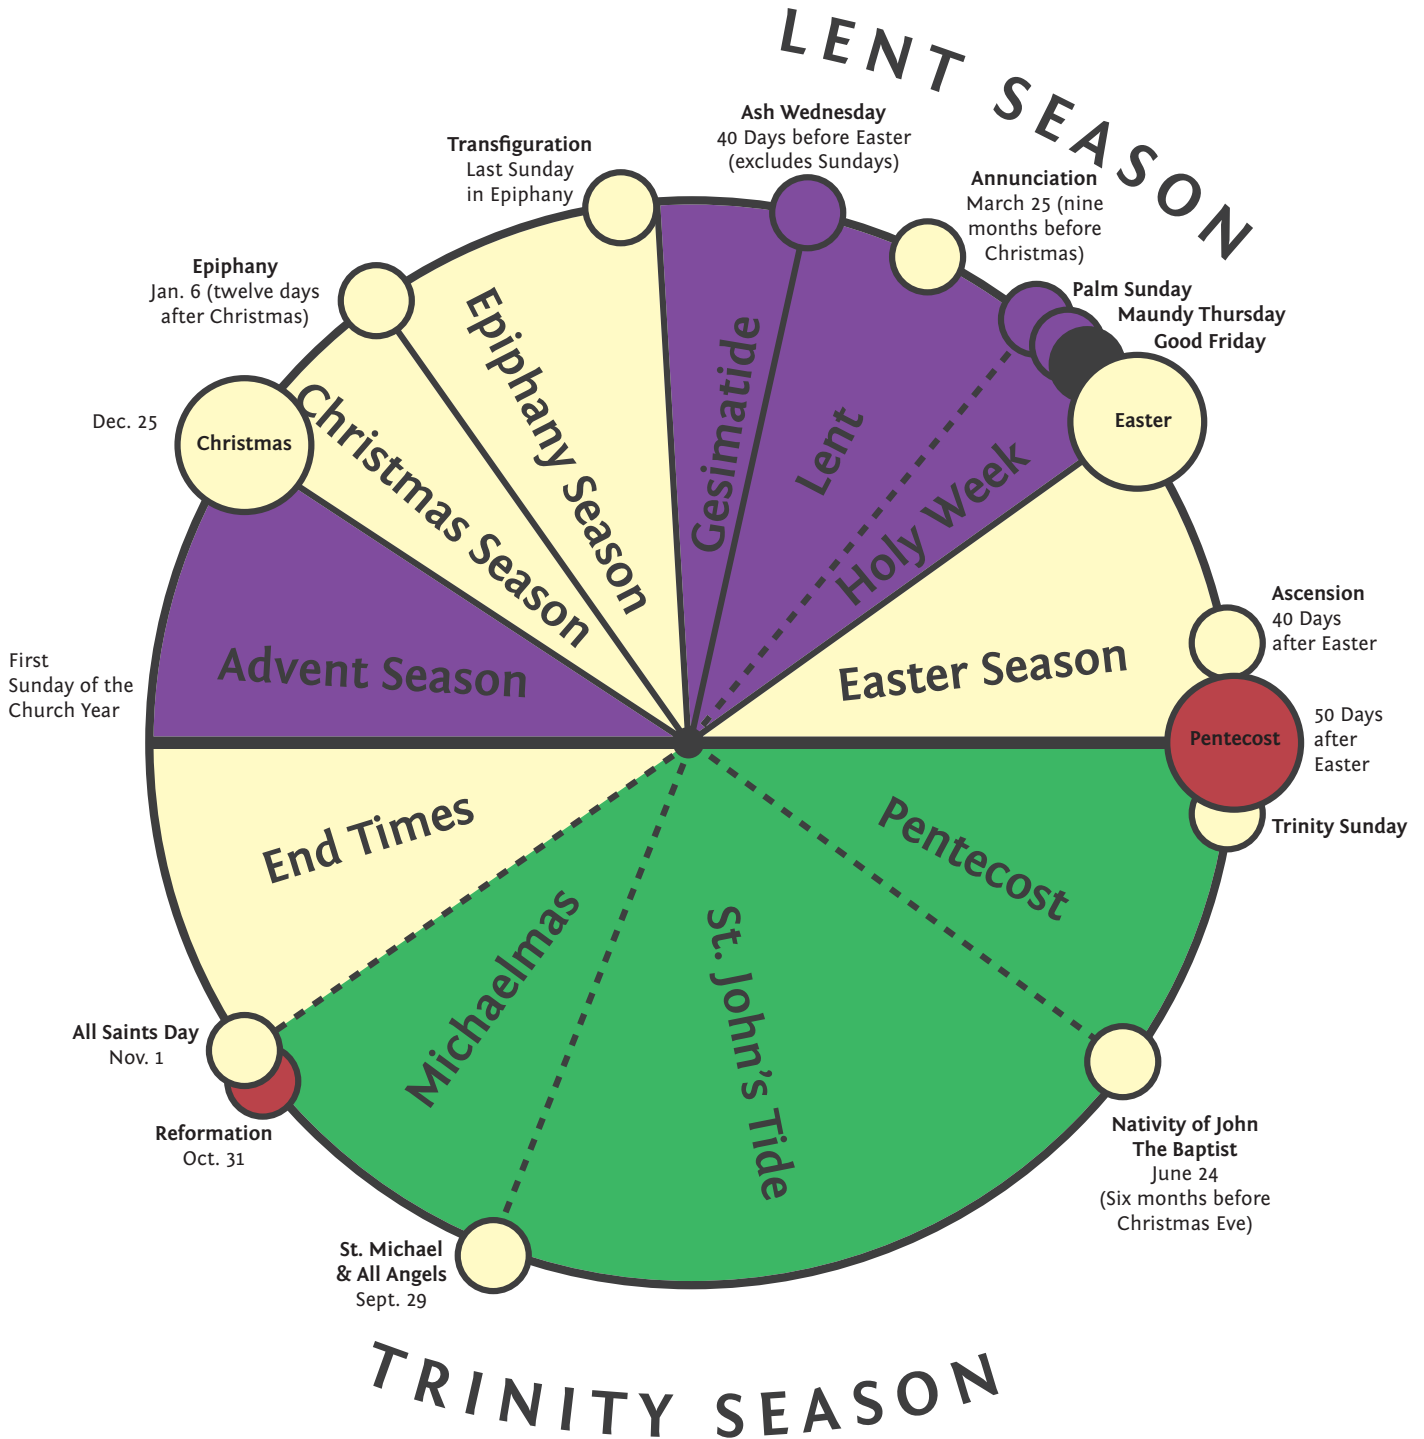 LENT SEASON
Ash Wednesday
40 Days before Easter
(excludes Sundays)
Transfiguration
Last Sunday
in Epiphany
Annunciation
March 25 (nine
months before
Christmas)
Epiphany
Jan. 6 (twelve days
after Christmas)
Palm Sunday
Maundy Thursday
Good Friday
Dec. 25
Christmas
Easter
Christmas Season
Epiphany Season
Gesimatide
Lent
Holy Week
Advent Season
Easter Season
First
Sunday of the
Church Year
Ascension
40 Days
after Easter
Pentecost
50 Days
after
Easter
Trinity Sunday
End Times
Michaelmas
St. John’s Tide
Pentecost
All Saints Day
Nov. 1
Reformation
Oct. 31
Nativity of John
The Baptist
June 24
(Six months before
Christmas Eve)
St. Michael
& All Angels
Sept. 29
TRINITY SEASON